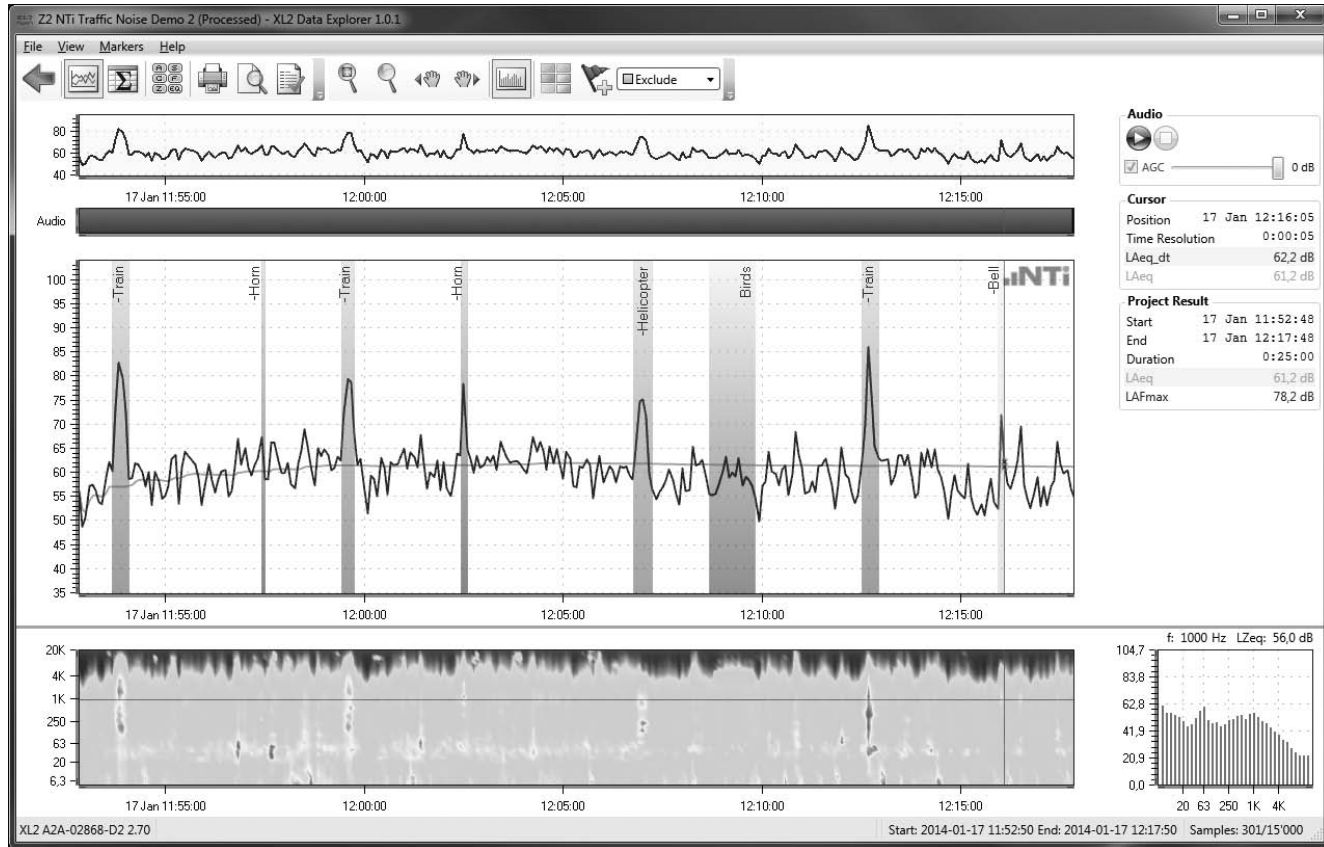 Z2 NTi Traffic Noise Demo 2 (Processed) - XL2 Data Explorer 1.0.1
File View Markers Help
A S C F Z EQ
Exclude
80
60
40
17 Jan 11:55:00 12:00:00 12:05:00 12:10:00 12:15:00
Audio
100
95
90
85
80
75
70
65
60
55
50
45
40
35
-Train
-Horn
-Train
-Horn
-Helicopter
Birds
-Train
-Bell
NTi
17 Jan 11:55:00 12:00:00 12:05:00 12:10:00 12:15:00
20K
4K
1K
250
63
20
6,3
17 Jan 11:55:00 12:00:00 12:05:00 12:10:00 12:15:00
Audio
AGC 0 dB
Cursor
Position 17 Jan 12:16:05
Time Resolution 0:00:05
LAeq_dt 62,2 dB
LAeq 61,2 dB
Project Result
Start 17 Jan 11:52:48
End 17 Jan 12:17:48
Duration 0:25:00
LAeq 61,2 dB
LAFmax 78,2 dB
f: 1000 Hz LZeq: 56,0 dB
104,7
83,8
62,8
41,9
20,9
0,0
20 63 250 1K 4K
XL2 A2A-02868-D2 2.70
Start: 2014-01-17 11:52:50 End: 2014-01-17 12:17:50 Samples: 301/15'000